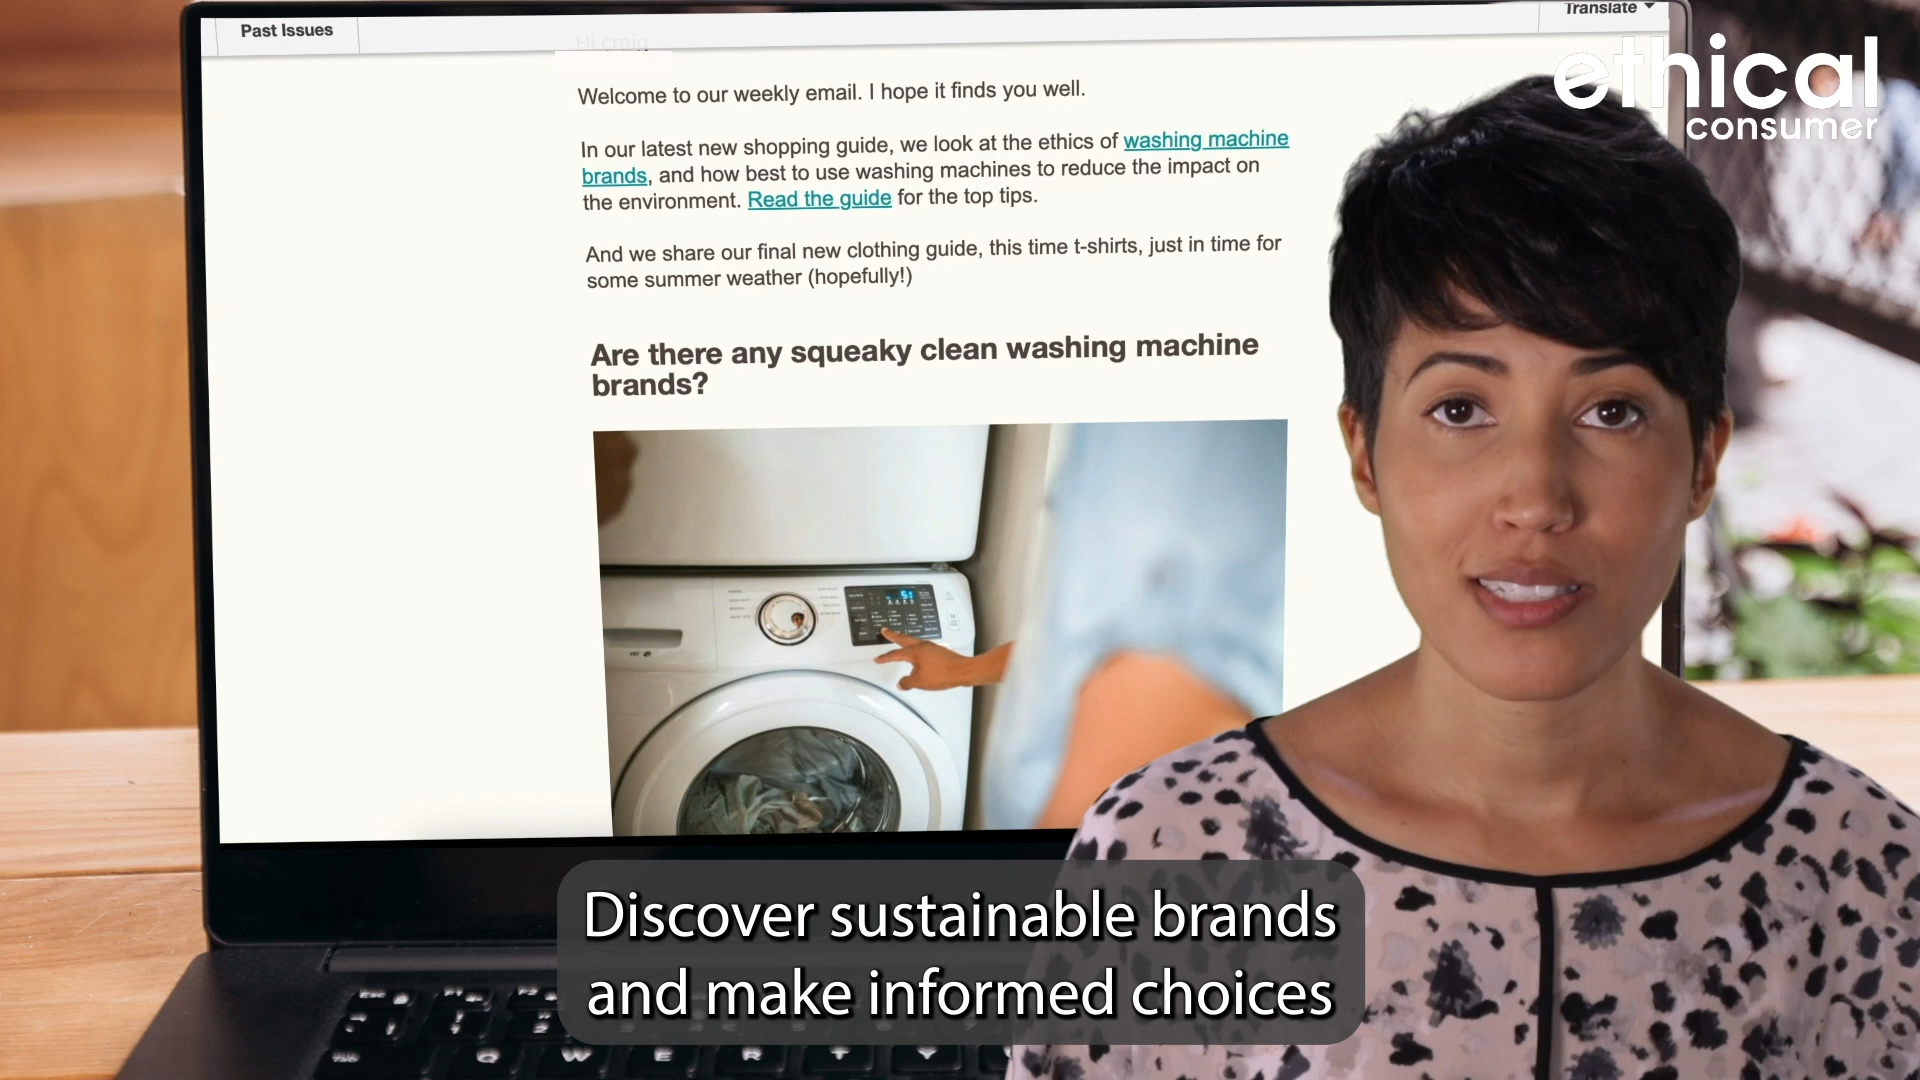 Past Issues
Translate
ethical
consumer
Hi craig
Welcome to our weekly email. I hope it finds you well.
In our latest new shopping guide, we look at the ethics of washing machine
brands, and how best to use washing machines to reduce the impact on
the environment. Read the guide for the top tips.
And we share our final new clothing guide, this time t-shirts, just in time for
some summer weather (hopefully!)
Are there any squeaky clean washing machine
brands?
Discover sustainable brands
and make informed choices
Q W E R T Y